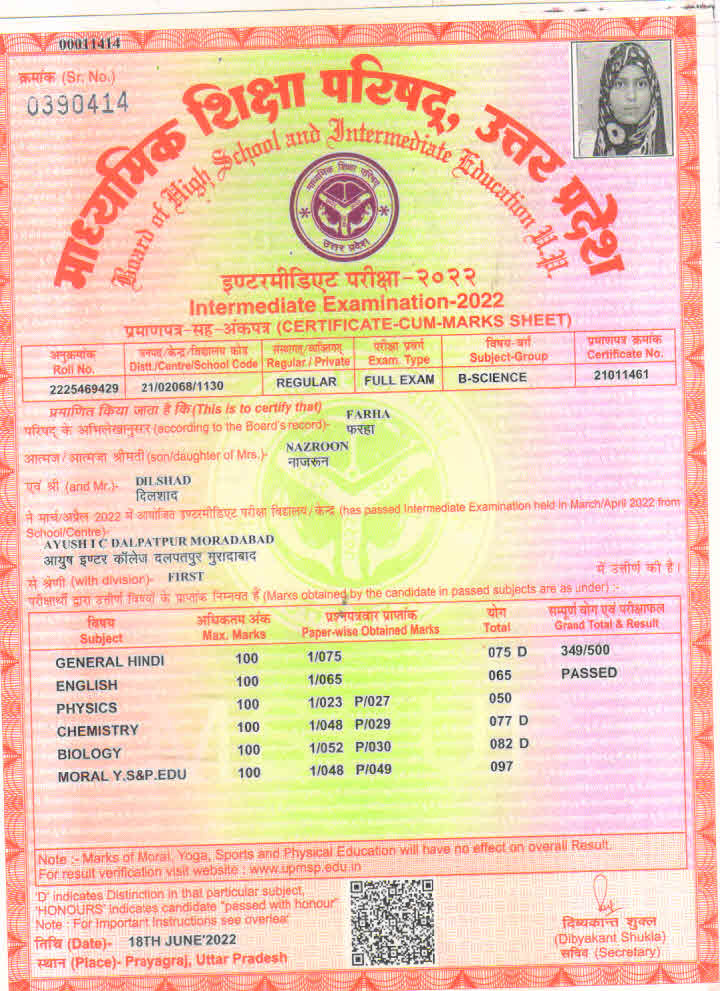 00011414
क्रमांक (Sr. No.)
0390414
माध्यमिक शिक्षा परिषद्, उत्तर प्रदेश
Board of High School and Intermediate Education U.P.
माध्यमिक शिक्षा परिषद्
उत्तर प्रदेश
इण्टरमीडिएट परीक्षा-२०२२
Intermediate Examination-2022
प्रमाणपत्र-सह-अंकपत्र (CERTIFICATE-CUM-MARKS SHEET)
अनुक्रमांक जनपद/केन्द्र/विद्यालय कोड संस्थागत/व्यक्तिगत परीक्षा प्रवर्ग विषय-वर्ग प्रमाणपत्र क्रमांक
Roll No. Distt./Centre/School Code Regular / Private Exam. Type Subject-Group Certificate No.
2225469429 21/02068/1130 REGULAR FULL EXAM B-SCIENCE 21011461
प्रमाणित किया जाता है कि (This is to certify that)
FARHA
परिषद् के अभिलेखानुसार (according to the Board's record)- फरहा
NAZROON
आत्मज/आत्मजा श्रीमती (son/daughter of Mrs.)- नाजरून
एवं श्री (and Mr.)- DILSHAD
दिलशाद
ने मार्च/अप्रैल 2022 में आयोजित इण्टरमीडिएट परीक्षा विद्यालय/केन्द्र (has passed Intermediate Examination held in March/April 2022 from
School/Centre)-
AYUSH I C DALPATPUR MORADABAD
आयुष इण्टर कॉलेज दलपतपुर मुरादाबाद
में उत्तीर्ण की है।
से श्रेणी (with division)- FIRST
परीक्षार्थी द्वारा उत्तीर्ण विषयों के प्राप्तांक निम्नवत हैं (Marks obtained by the candidate in passed subjects are as under) :-
विषय अधिकतम अंक प्रश्नपत्रवार प्राप्तांक योग सम्पूर्ण योग एवं परीक्षाफल
Subject Max. Marks Paper-wise Obtained Marks Total Grand Total & Result
GENERAL HINDI 100 1/075 075 D 349/500
ENGLISH 100 1/065 065 PASSED
PHYSICS 100 1/023 P/027 050
CHEMISTRY 100 1/048 P/029 077 D
BIOLOGY 100 1/052 P/030 082 D
MORAL Y.S&P.EDU 100 1/048 P/049 097
Note :- Marks of Moral, Yoga, Sports and Physical Education will have no effect on overall Result.
For result verification visit website : www.upmsp.edu.in
'D' indicates Distinction in that particular subject,
'HONOURS' indicates candidate "passed with honour"
Note : For Important Instructions see overleaf
तिथि (Date)- 18TH JUNE'2022
स्थान (Place)- Prayagraj, Uttar Pradesh
दिव्यकान्त शुक्ल
(Dibyakant Shukla)
सचिव (Secretary)